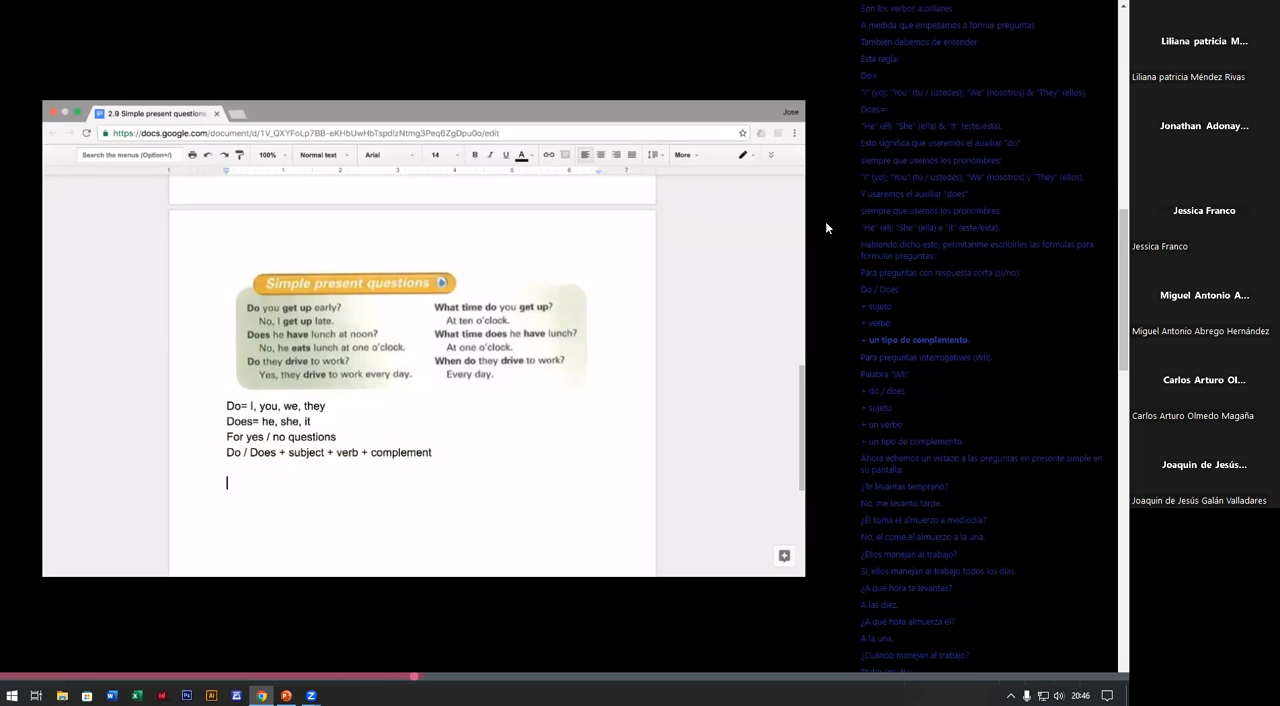 2.9 Simple present questions
Jose
https://docs.google.com/document/d/1V_QXYFoLp7BB-eKHbUwHbTspdIzNtmg3Peq6ZgDpu0o/edit
Search the menus (Option+/)
100%
Normal text
Arial
14
B I U A
More
1 1 2 3 4 5 6 7
Simple present questions
Do you get up early?
No, I get up late.
Does he have lunch at noon?
No, he eats lunch at one o'clock.
Do they drive to work?
Yes, they drive to work every day.
What time do you get up?
At ten o'clock.
What time does he have lunch?
At one o'clock.
When do they drive to work?
Every day.
Do= I, you, we, they
Does= he, she, it
For yes / no questions
Do / Does + subject + verb + complement
Son los verbos auxiliares
A medida que empezamos a formar preguntas
También debemos de entender
Esta regla:
Do=
"I" (yo); "You" (tu / ustedes); "We" (nosotros) & "They" (ellos).
Does=
"He" (él); "She" (ella) & "It" (este/esta).
Esto significa que usaremos el auxiliar "do"
siempre que usemos los pronombres:
"I" (yo); "You" (tu / ustedes); "We" (nosotros) y "They" (ellos).
Y usaremos el auxiliar "does"
siempre que usemos los pronombres
"He" (él); "She" (ella) e "It" (este/esta).
Habiendo dicho esto, permitanme escribirles las formulas para
formular preguntas:
Para preguntas con respuesta corta (si/no):
Do / Does
+ sujeto
+ verbo
+ un tipo de complemento.
Para preguntas interrogatives (Wh).
Palabra "Wh"
+ do / does
+ sujeto
+ un verbo
+ un tipo de complemento.
Ahora echemos un vistazo a las preguntas en presente simple en
su pantalla:
¿Te levantas temprano?
No, me levanto tarde.
¿Él toma el almuerzo a mediodía?
No, él come el almuerzo a la una.
¿Ellos manejan al trabajo?
Sí, ellos manejan al trabajo todos los días.
¿A qué hora te levantas?
A las diez.
¿A qué hora almuerza él?
A la una.
¿Cuándo manejan al trabajo?
Todos los días.
Liliana patricia M...
Liliana patricia Méndez Rivas
Jonathan Adonay...
Jessica Franco
Jessica Franco
Miguel Antonio A...
Miguel Antonio Abrego Hernández
Carlos Arturo Ol...
Carlos Arturo Olmedo Magaña
Joaquin de Jesús...
Joaquin de Jesús Galán Valladares
20:46